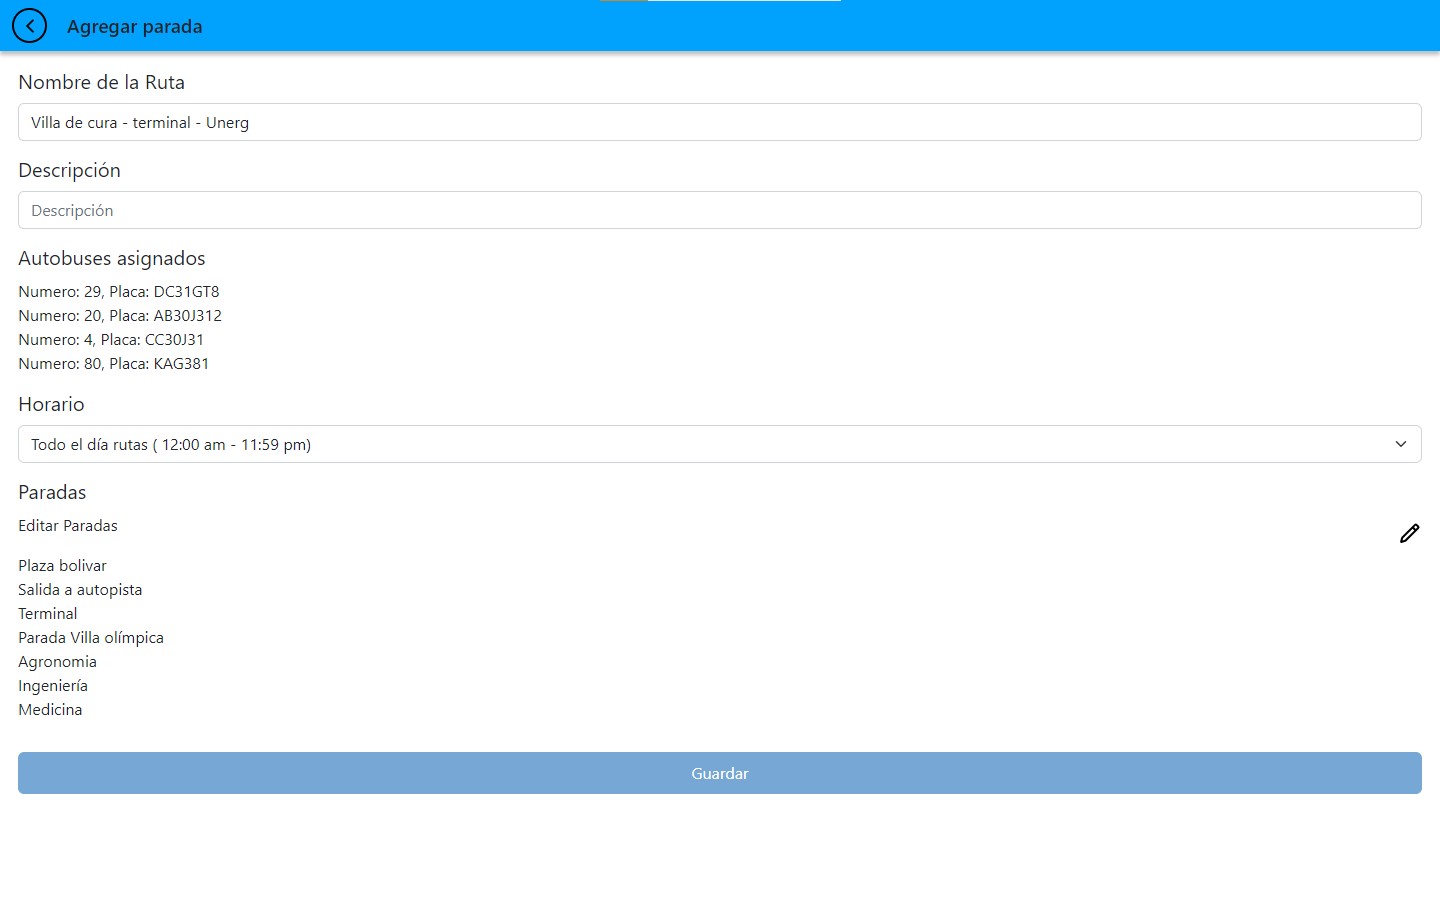 Agregar parada
Nombre de la Ruta
Villa de cura - terminal - Unerg
Descripción
Descripción
Autobuses asignados
Numero: 29, Placa: DC31GT8
Numero: 20, Placa: AB30J312
Numero: 4, Placa: CC30J31
Numero: 80, Placa: KAG381
Horario
Todo el día rutas ( 12:00 am - 11:59 pm)
Paradas
Editar Paradas
Plaza bolivar
Salida a autopista
Terminal
Parada Villa olímpica
Agronomia
Ingeniería
Medicina
Guardar